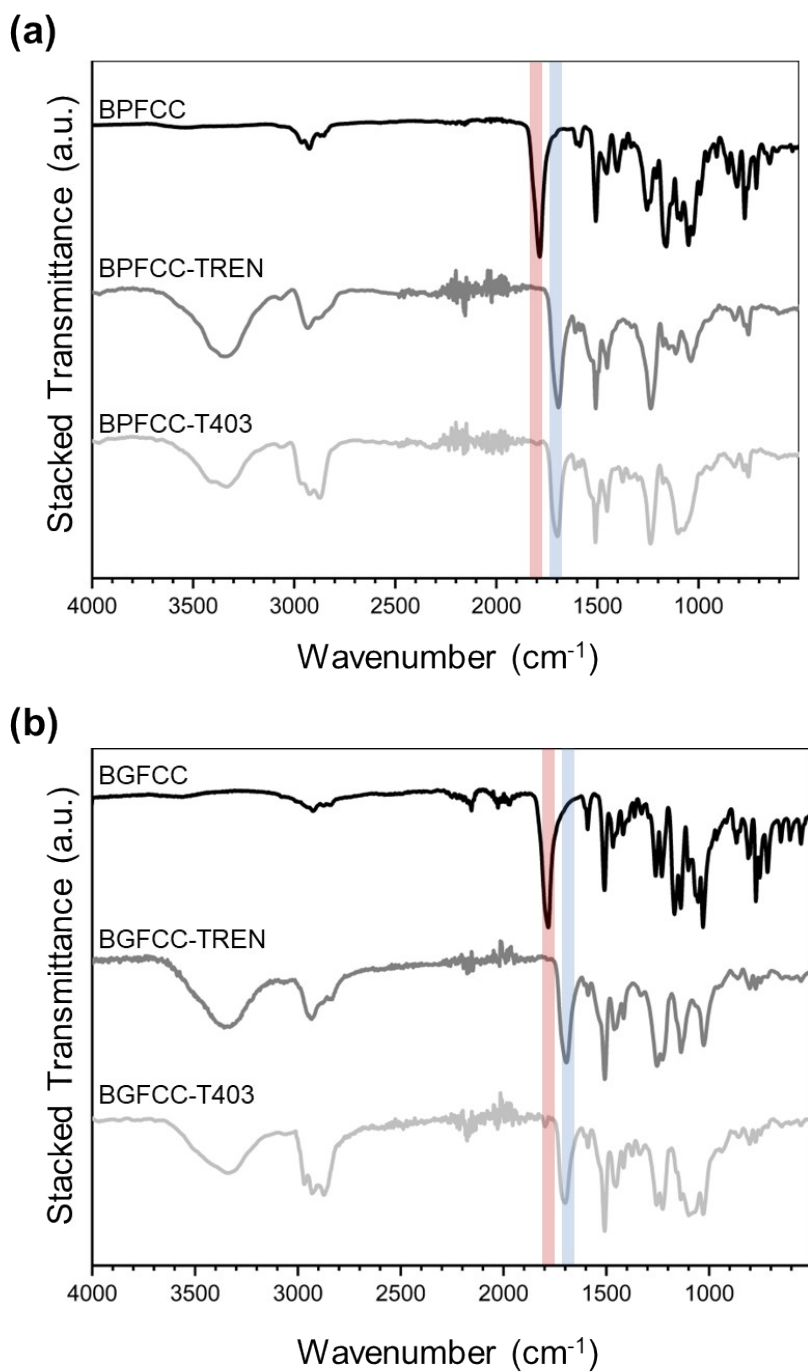 (a)
Stacked Transmittance (a.u.)
BPFCC
BPFCC-TREN
BPFCC-T403
4000 3500 3000 2500 2000 1500 1000
Wavenumber (cm-1)
(b)
Stacked Transmittance (a.u.)
BGFCC
BGFCC-TREN
BGFCC-T403
4000 3500 3000 2500 2000 1500 1000
Wavenumber (cm-1)